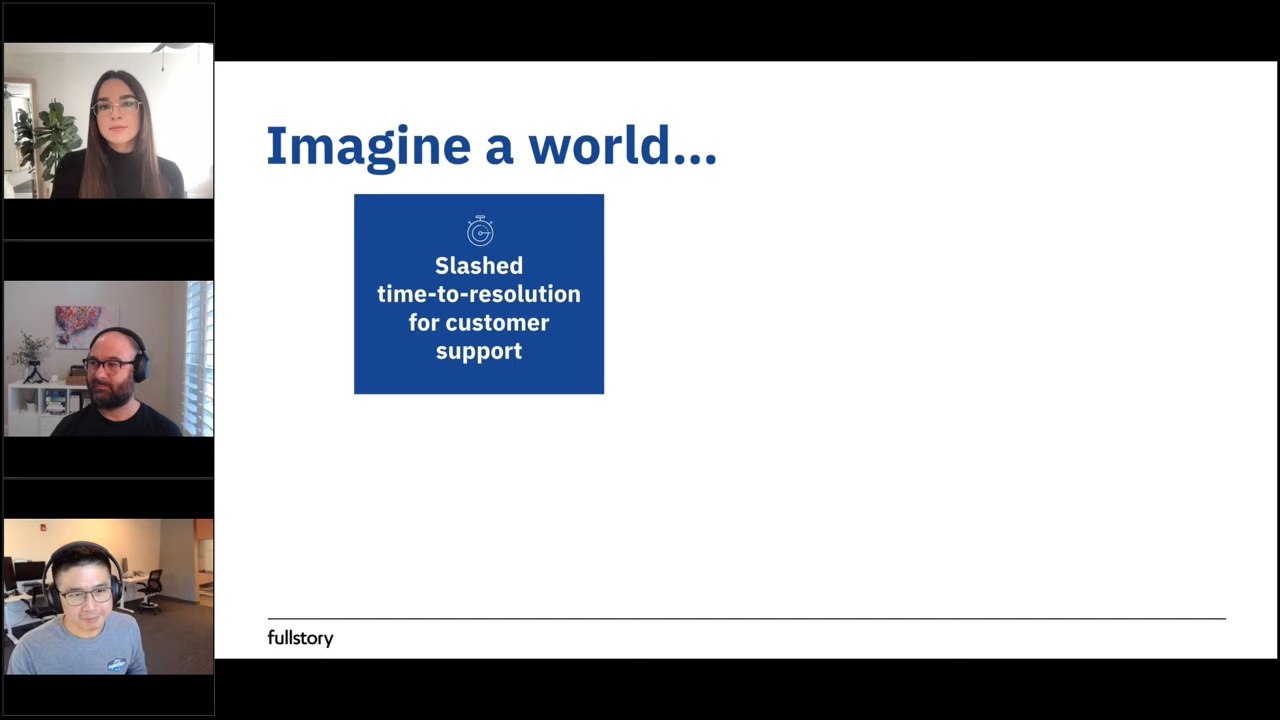 Imagine a world...
Slashed
time-to-resolution
for customer
support
fullstory